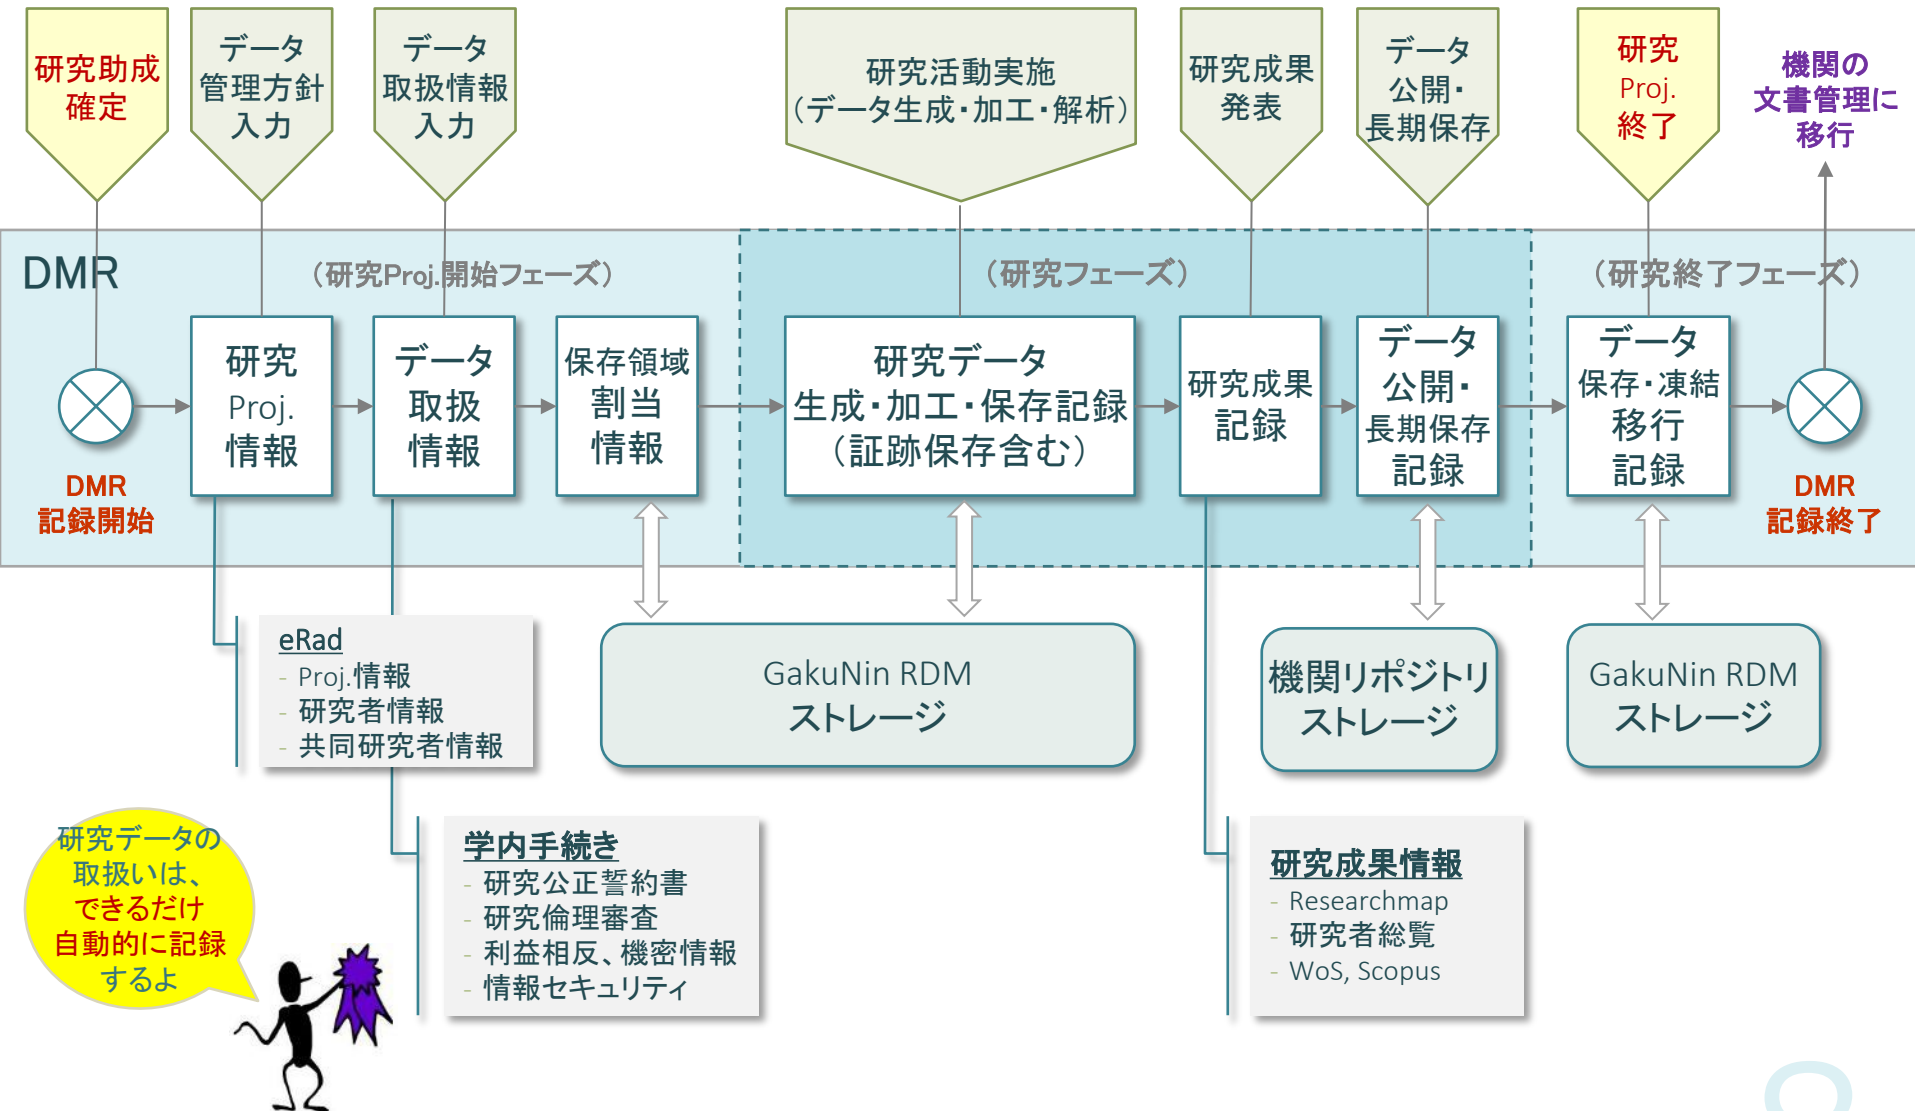 研究助成
確定
データ
管理方針
入力
データ
取扱情報
入力
研究活動実施
（データ生成・加工・解析）
研究成果
発表
データ
公開・
長期保存
研究
Proj.
終了
機関の
文書管理に
移行
DMR
（研究Proj.開始フェーズ）
（研究フェーズ）
（研究終了フェーズ）
DMR
記録開始
研究
Proj.
情報
データ
取扱
情報
保存領域
割当
情報
研究データ
生成・加工・保存記録
（証跡保存含む）
研究成果
記録
データ
公開・
長期保存
記録
データ
保存・凍結
移行
記録
DMR
記録終了
eRad
- Proj.情報
- 研究者情報
- 共同研究者情報
GakuNin RDM
ストレージ
機関リポジトリ
ストレージ
GakuNin RDM
ストレージ
研究データの
取扱いは、
できるだけ
自動的に記録
するよ
学内手続き
- 研究公正誓約書
- 研究倫理審査
- 利益相反、機密情報
- 情報セキュリティ
研究成果情報
- Researchmap
- 研究者総覧
- WoS, Scopus